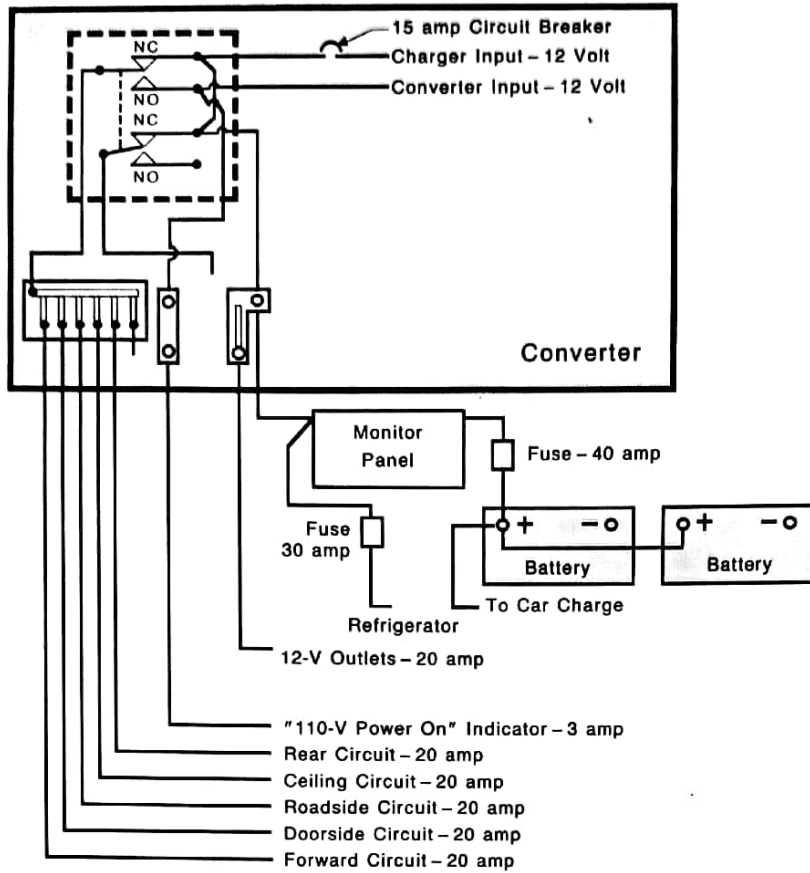 15 amp Circuit Breaker
NC
Charger Input – 12 Volt
NO
Converter Input – 12 Volt
NC
NO
Converter
Monitor
Panel
Fuse – 40 amp
+ – + –
Fuse
30 amp
Battery
Battery
To Car Charge
Refrigerator
12-V Outlets – 20 amp
"110-V Power On" Indicator – 3 amp
Rear Circuit – 20 amp
Ceiling Circuit – 20 amp
Roadside Circuit – 20 amp
Doorside Circuit – 20 amp
Forward Circuit – 20 amp